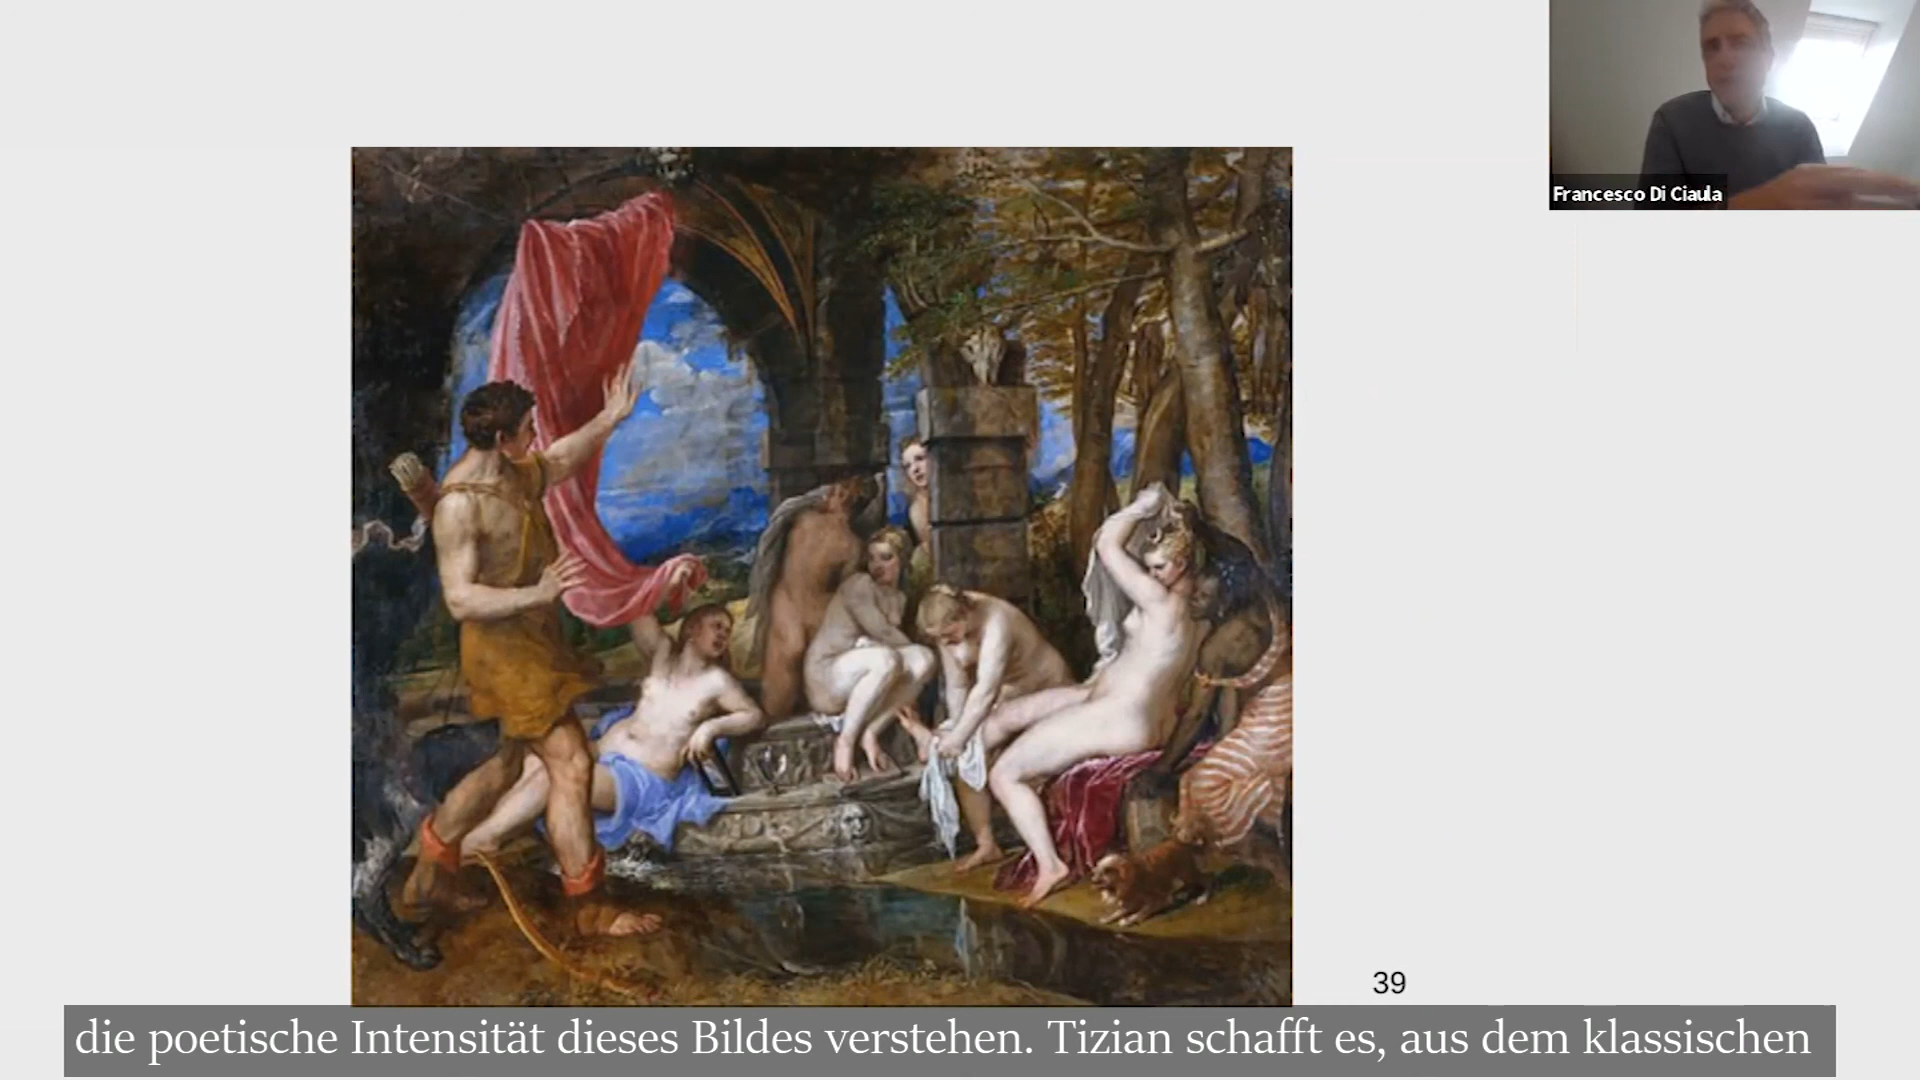 Francesco Di Ciaula
39
die poetische Intensität dieses Bildes verstehen. Tizian schafft es, aus dem klassischen